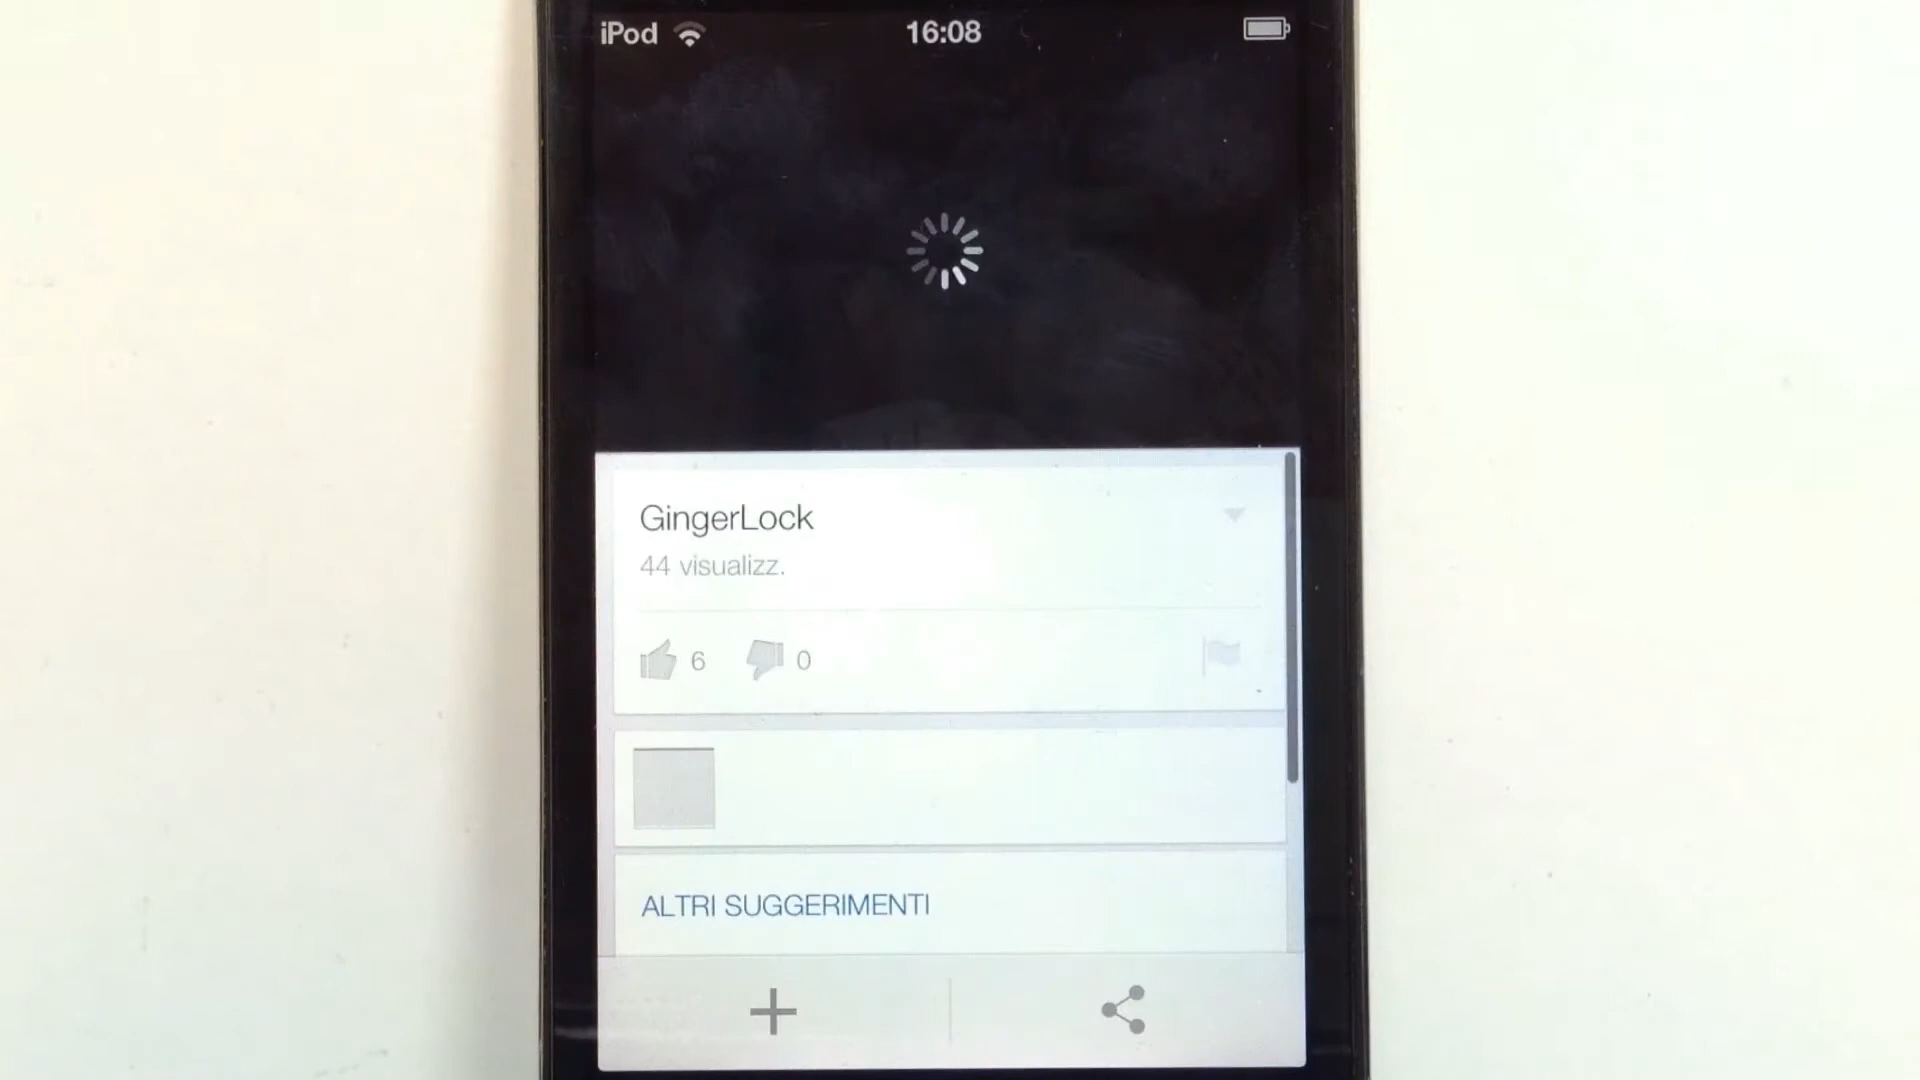 iPod 16:08
GingerLock
44 visualizz.
6 0
ALTRI SUGGERIMENTI